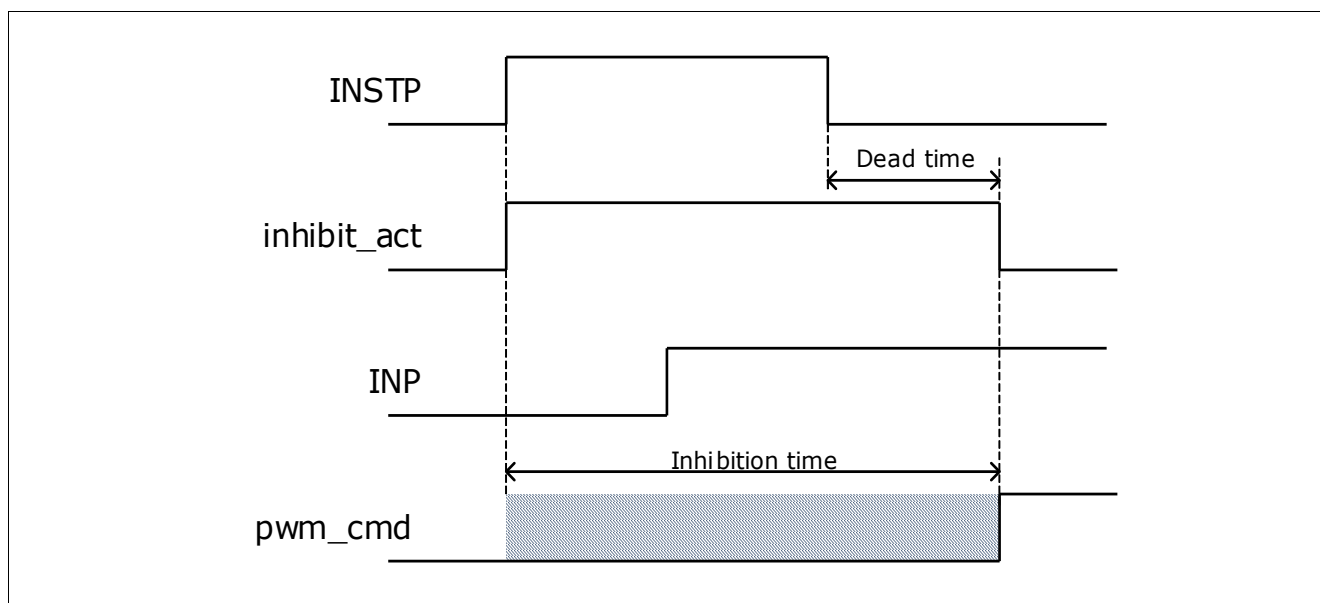 INSTP
Dead time
inhibit_act
INP
Inhibition time
pwm_cmd